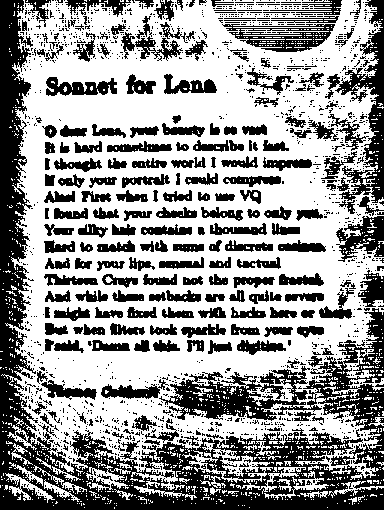 Sonnet for Lena
O dear Lena, your beauty is so vast
It is hard sometimes to describe it fast.
I thought the entire world I would impress
If only your portrait I could compress.
Alas! First when I tried to use VQ
I found that your cheeks belong to only you.
Your silky hair contains a thousand lines
Hard to match with sums of discrete cosines.
And for your lips, sensual and tactual
Thirteen Crays found not the proper fractal.
And while these setbacks are all quite severe
I might have fixed them with hacks here or there
But when filters took sparkle from your eyes
I said, 'Damn all this. I'll just digitize.'
Thomas Colthurst